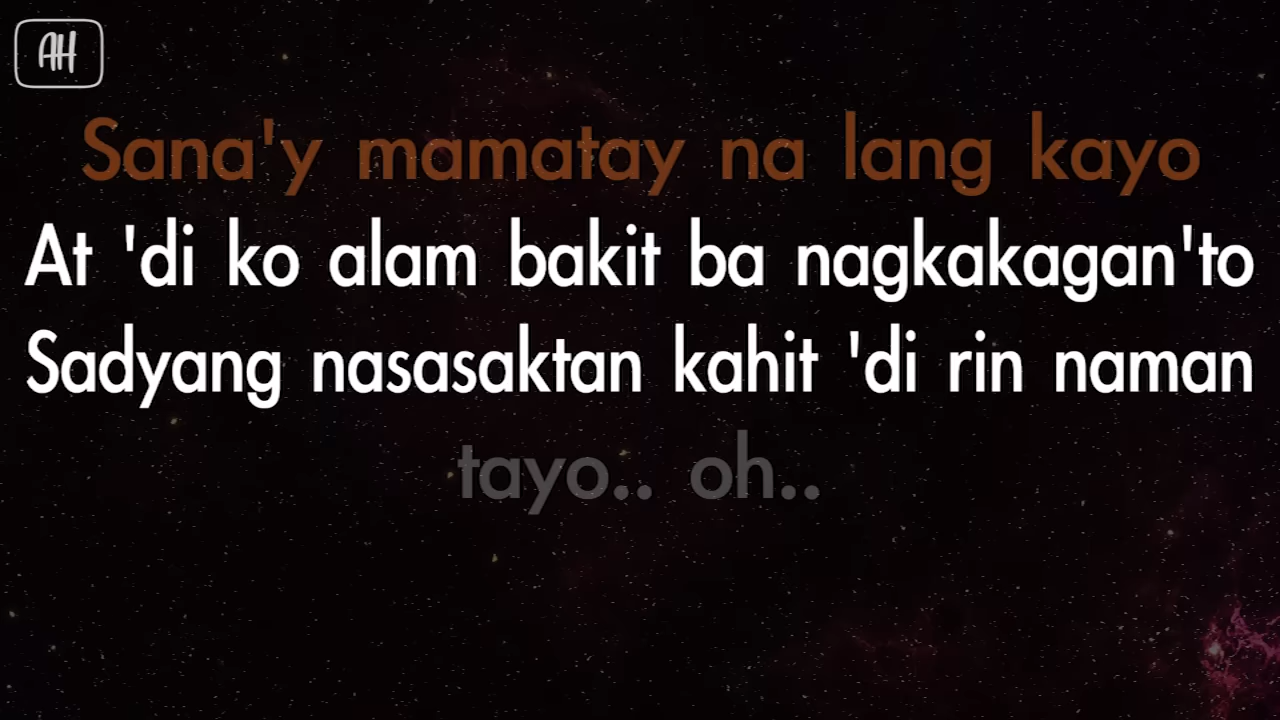 AH
Sana'y mamatay na lang kayo
At 'di ko alam bakit ba nagkakagan'to
Sadyang nasasaktan kahit 'di rin naman
tayo.. oh..